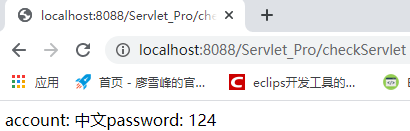 localhost:8088/Servlet_Pro/che
localhost:8088/Servlet_Pro/checkServlet
应用 首页 - 廖雪峰的官... eclips开发工具的...
account: 中文password: 124